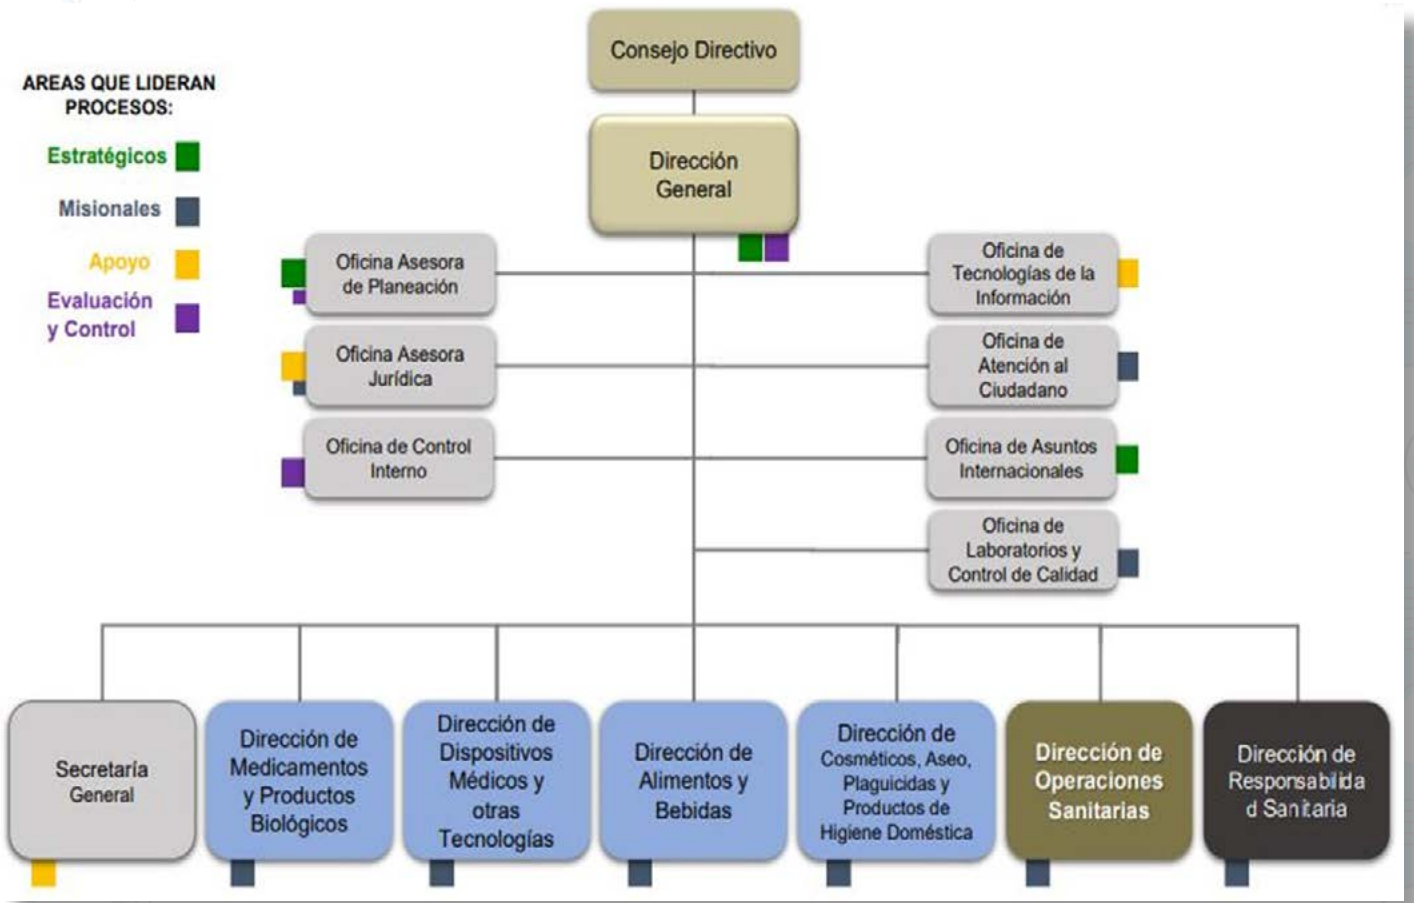 Consejo Directivo
AREAS QUE LIDERAN
PROCESOS:
Estratégicos
Misionales
Apoyo
Evaluación
y Control
Dirección
General
Oficina Asesora
de Planeación
Oficina Asesora
Jurídica
Oficina de Control
Interno
Oficina de
Tecnologías de la
Información
Oficina de
Atención al
Ciudadano
Oficina de Asuntos
Internacionales
Oficina de
Laboratorios y
Control de Calidad
Secretaría
General
Dirección de
Medicamentos
y Productos
Biológicos
Dirección de
Dispositivos
Médicos y
otras
Tecnologías
Dirección de
Alimentos y
Bebidas
Dirección de
Cosméticos, Aseo,
Plaguicidas y
Productos de
Higiene Doméstica
Dirección de
Operaciones
Sanitarias
Dirección de
Responsabilida
d Sanitaria